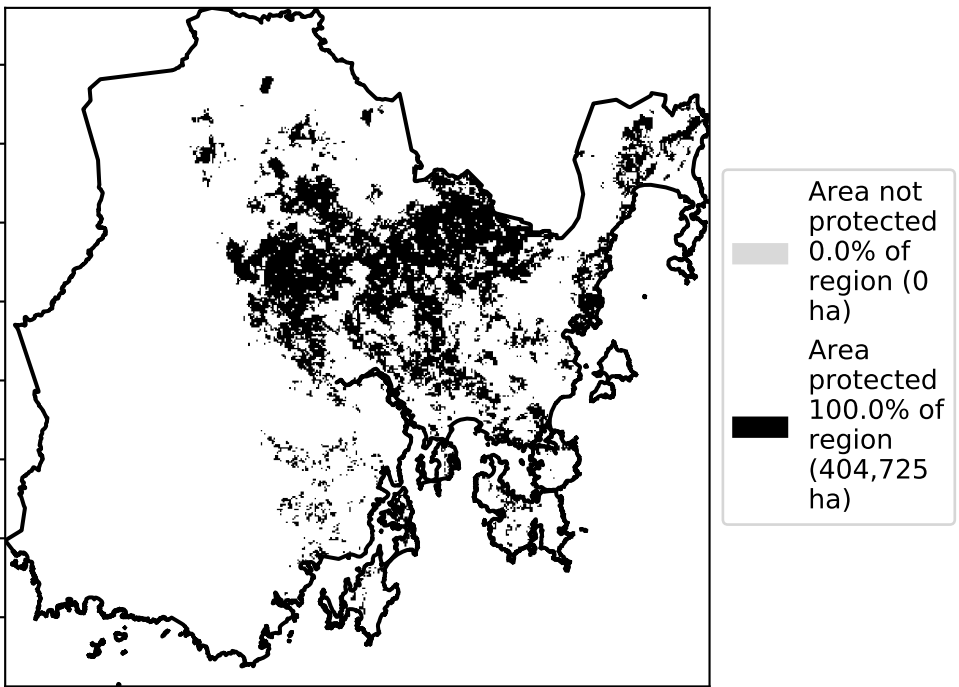 Area not
protected
0.0% of
region (0
ha)
Area
protected
100.0% of
region
(404,725
ha)